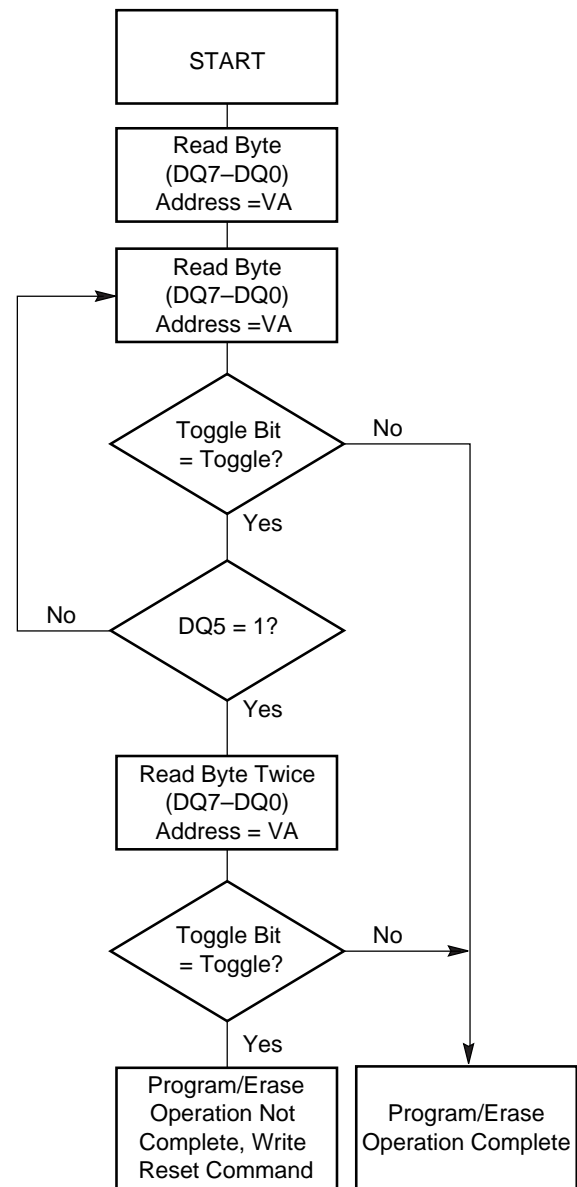 START
Read Byte
(DQ7–DQ0)
Address =VA
Read Byte
(DQ7–DQ0)
Address =VA
Toggle Bit
= Toggle?
No
Yes
No
DQ5 = 1?
Yes
Read Byte Twice
(DQ7–DQ0)
Address = VA
Toggle Bit
= Toggle?
No
Yes
Program/Erase
Operation Not
Complete, Write
Reset Command
Program/Erase
Operation Complete